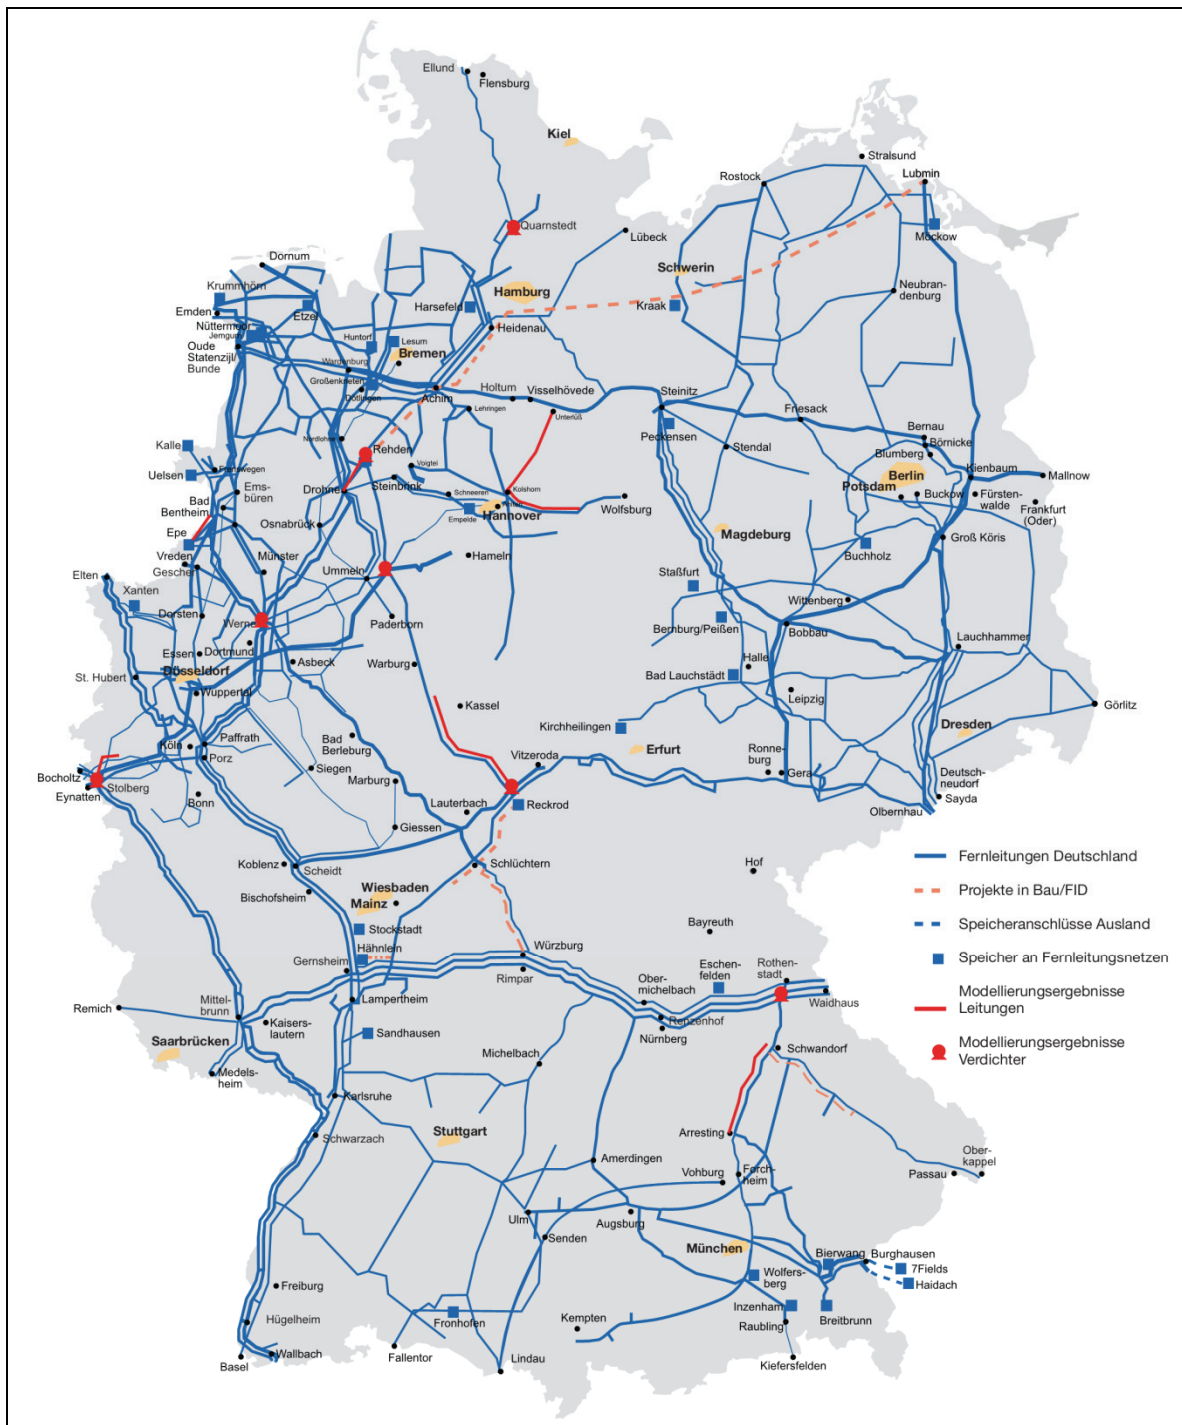 Ellund
Flensburg
Kiel
Stralsund
Rostock
Lubmin
Quarnstedt
Lübeck
Möckow
Dornum
Schwerin
Krummhörn
Hamburg
Neubran-
denburg
Emden
Etzel
Harsefeld
Kraak
Nüttermoor
Jemgum
Heidenau
Oude
Statenzijl/
Bunde
Huntorf
Lesum
Bremen
Wardenburg
Großenkneten
Dötlingen
Achim
Holtum
Visselhövede
Steinitz
Lehringen
Unterlüß
Friesack
Peckensen
Bernau
Börnicke
Blumberg
Kalle
Nordlohne
Rehden
Stendal
Frenswegen
Voigtei
Uelsen
Steinbrink
Berlin
Kienbaum
Mallnow
Ems-
büren
Drohne
Schneeren
Kolshorn
Potsdam
Buckow
Fürsten-
walde
Bad
Bentheim
Hannover
Wolfsburg
Frankfurt
(Oder)
Osnabrück
Empelde
Epe
Magdeburg
Groß Köris
Vreden
Münster
Hameln
Buchholz
Gescher
Ummeln
Elten
Staßfurt
Xanten
Wittenberg
Dorsten
Werne
Paderborn
Bernburg/Peißen
Bobbau
Essen
Dortmund
Lauchhammer
Asbeck
Warburg
Halle
St. Hubert
Düsseldorf
Bad Lauchstädt
Wuppertal
Leipzig
Kassel
Görlitz
Kirchheilingen
Dresden
Köln
Paffrath
Bad
Berleburg
Erfurt
Porz
Vitzeroda
Ronne-
burg
Bocholtz
Siegen
Gera
Stolberg
Marburg
Deutsch-
neudorf
Eynatten
Sayda
Bonn
Lauterbach
Reckrod
Olbernhau
Giessen
Koblenz
Scheidt
Schlüchtern
Hof
Fernleitungen Deutschland
Bischofsheim
Wiesbaden
Projekte in Bau/FID
Mainz
Bayreuth
Speicheranschlüsse Ausland
Stockstadt
Hähnlein
Würzburg
Speicher an Fernleitungsnetzen
Gernsheim
Rimpar
Eschen-
felden
Rothen-
stadt
Ober-
michelbach
Modellierungsergebnisse
Leitungen
Remich
Mittel-
brunn
Lampertheim
Waidhaus
Renzenhof
Kaisers-
lautern
Sandhausen
Nürnberg
Saarbrücken
Michelbach
Schwandorf
Modellierungsergebnisse
Verdichter
Medels-
heim
Karlsruhe
Schwarzach
Stuttgart
Arresting
Amerdingen
Ober-
kappel
Vohburg
Forch-
heim
Passau
Ulm
Augsburg
Senden
München
Bierwang
Burghausen
7Fields
Wolfers-
berg
Haidach
Freiburg
Inzenham
Hügelheim
Fronhofen
Kempten
Raubling
Breitbrunn
Wallbach
Basel
Fallentor
Lindau
Kiefersfelden